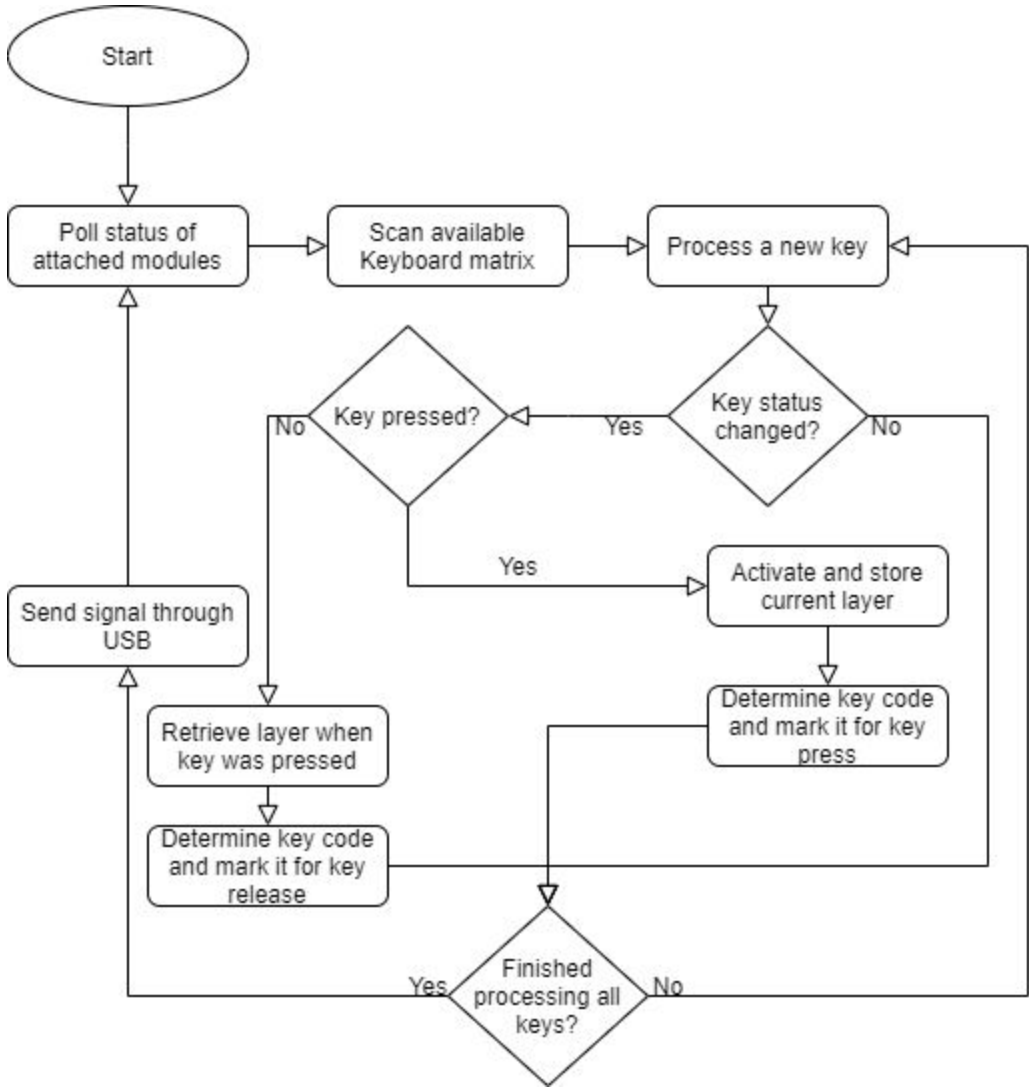 Start
Poll status of
attached modules
Scan available
Keyboard matrix
Process a new key
Key pressed?
Key status
changed?
No
Yes
No
Yes
Activate and store
current layer
Send signal through
USB
Determine key code
and mark it for key
press
Retrieve layer when
key was pressed
Determine key code
and mark it for key
release
Finished
processing all
keys?
Yes
No